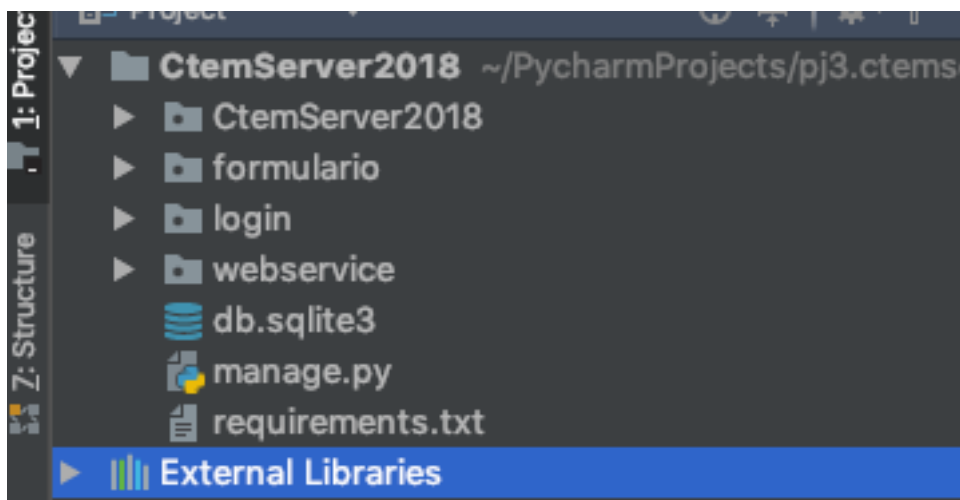 Project
CtemServer2018 ~/PycharmProjects/pj3.ctems
CtemServer2018
formulario
login
webservice
db.sqlite3
manage.py
requirements.txt
External Libraries
1: Project
7: Structure